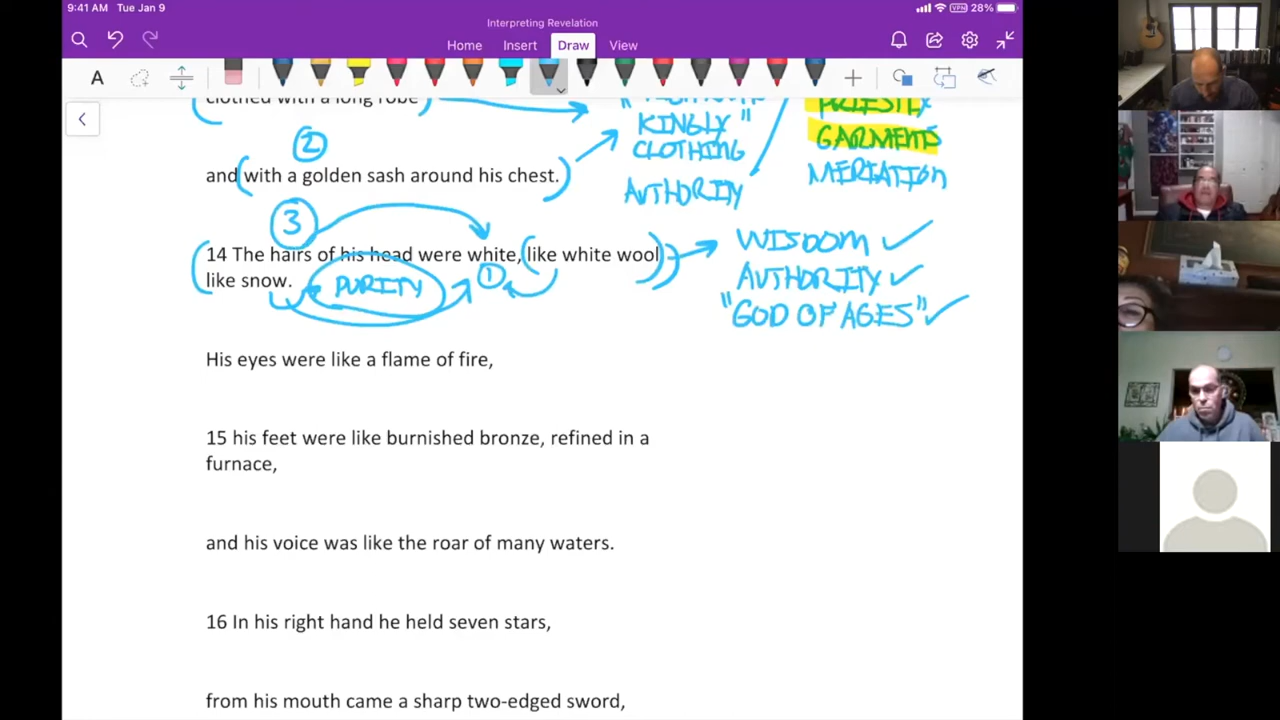 9:41 AM Tue Jan 9
VPN 28%
Interpreting Revelation
Home Insert Draw View
A
clothed with a long robe
KINGLY"
CLOTHING
AUTHORITY
PRIESTLY
GARMENTS
2
and with a golden sash around his chest.
3
14 The hairs of his head were white, like white wool
like snow.
PURITY
1
WISDOM
AUTHORITY
"GOD OF AGES"
His eyes were like a flame of fire,
15 his feet were like burnished bronze, refined in a
furnace,
and his voice was like the roar of many waters.
16 In his right hand he held seven stars,
from his mouth came a sharp two-edged sword,